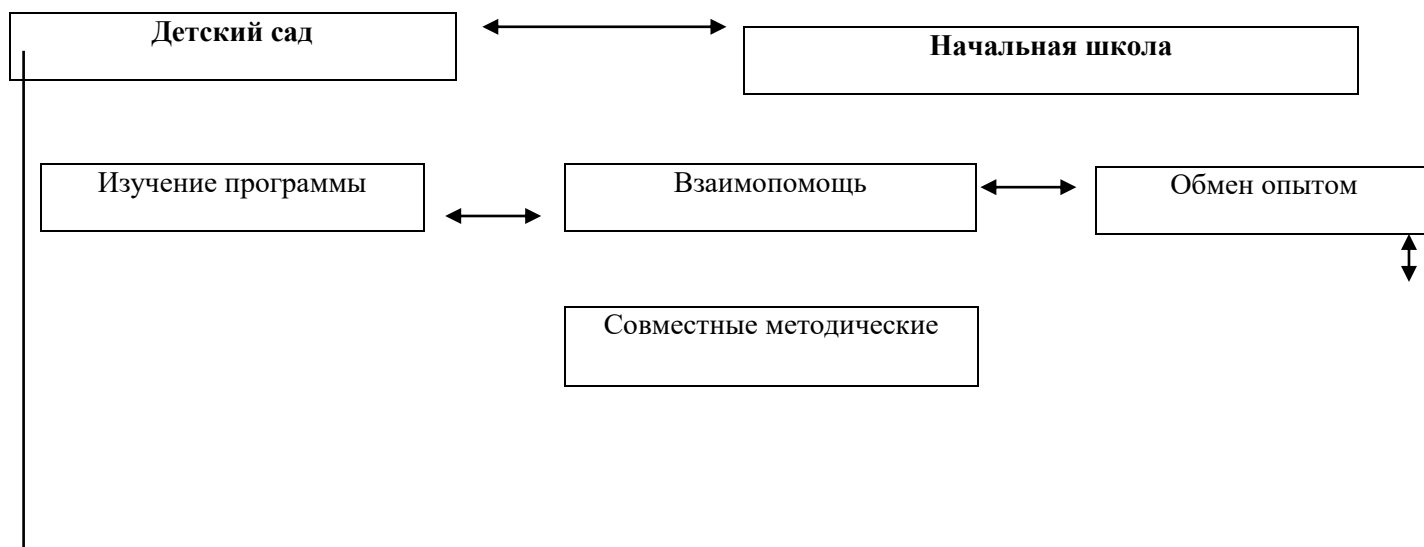 Детский сад
Начальная школа
Изучение программы
Взаимопомощь
Обмен опытом
Совместные методические